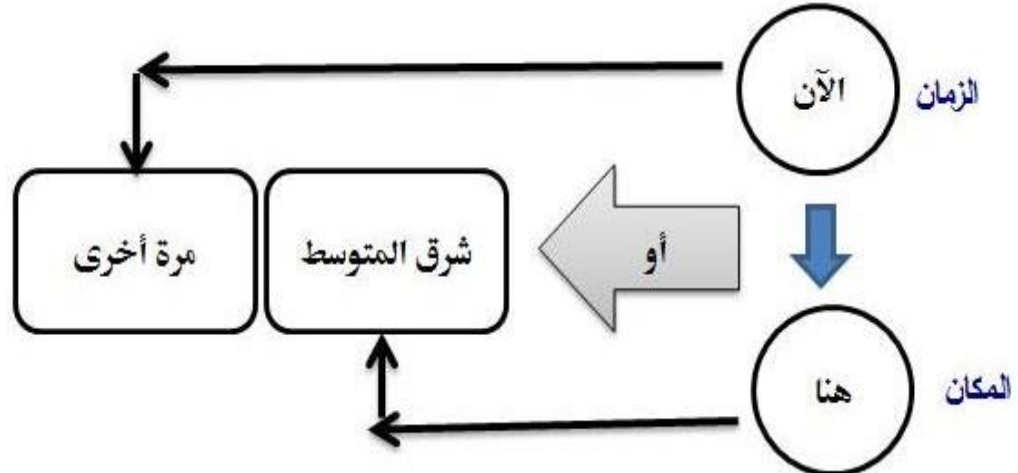 الزمان
الآن
أو
شرق المتوسط
مرة أخرى
المكان
هنا